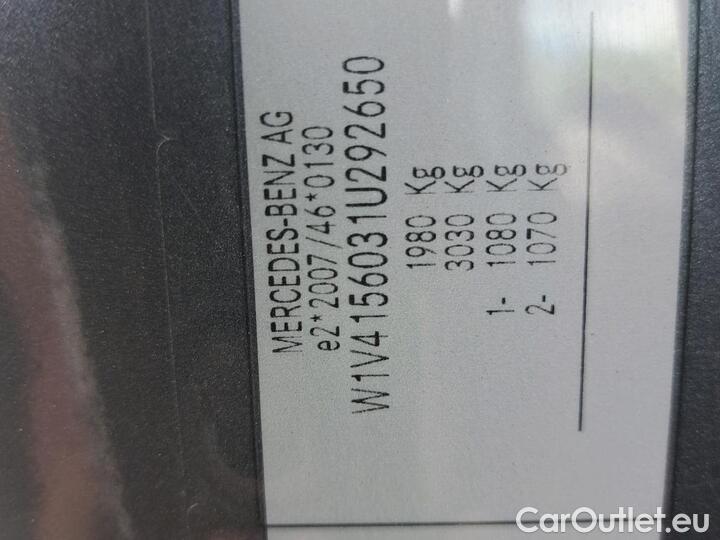 MERCEDES-BENZ AG
e2*2007/46*0130
W1V4156031U292650
1980 Kg
3030 Kg
1- 1080 Kg
2- 1070 Kg
CarOutlet.eu